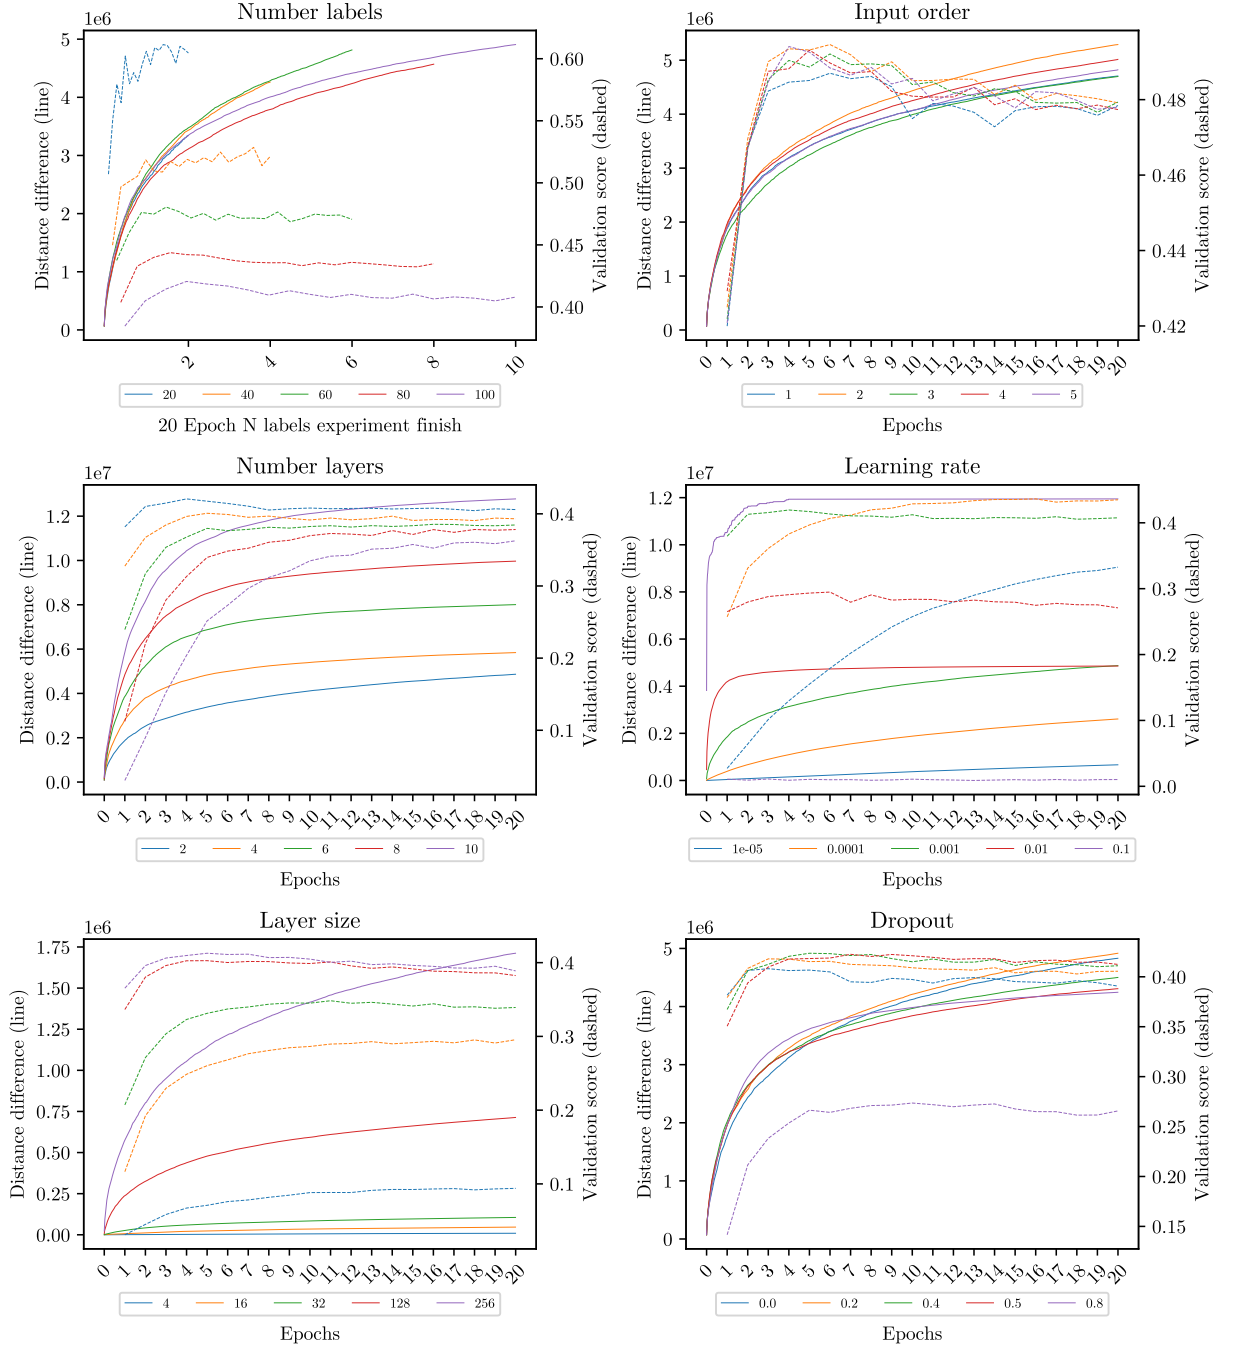 Number labels
1e6
Distance difference (line)
5
4
3
2
1
0
0.60
0.55
0.50
0.45
0.40
Validation score (dashed)
2 4 6 8 10
20 40 60 80 100
20 Epoch N labels experiment finish
Input order
1e6
Distance difference (line)
5
4
3
2
1
0
0.48
0.46
0.44
0.42
Validation score (dashed)
0 1 2 3 4 5 6 7 8 9 10 11 12 13 14 15 16 17 18 19 20
1 2 3 4 5
Epochs
Number layers
1e7
Distance difference (line)
1.2
1.0
0.8
0.6
0.4
0.2
0.0
0.4
0.3
0.2
0.1
Validation score (dashed)
0 1 2 3 4 5 6 7 8 9 10 11 12 13 14 15 16 17 18 19 20
2 4 6 8 10
Epochs
Learning rate
1e7
Distance difference (line)
1.2
1.0
0.8
0.6
0.4
0.2
0.0
0.4
0.3
0.2
0.1
0.0
Validation score (dashed)
0 1 2 3 4 5 6 7 8 9 10 11 12 13 14 15 16 17 18 19 20
1e-05 0.0001 0.001 0.01 0.1
Epochs
Layer size
1e6
Distance difference (line)
1.75
1.50
1.25
1.00
0.75
0.50
0.25
0.00
0.4
0.3
0.2
0.1
Validation score (dashed)
0 1 2 3 4 5 6 7 8 9 10 11 12 13 14 15 16 17 18 19 20
4 16 32 128 256
Epochs
Dropout
1e6
Distance difference (line)
5
4
3
2
1
0
0.40
0.35
0.30
0.25
0.20
0.15
Validation score (dashed)
0 1 2 3 4 5 6 7 8 9 10 11 12 13 14 15 16 17 18 19 20
0.0 0.2 0.4 0.5 0.8
Epochs